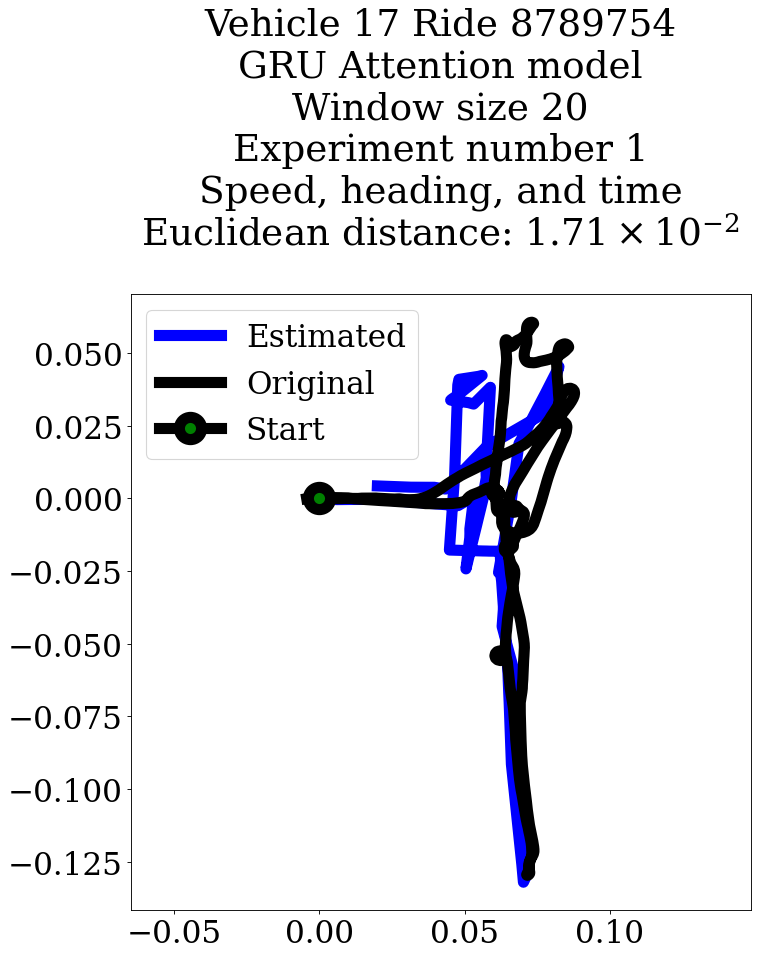 Vehicle 17 Ride 8789754
GRU Attention model
Window size 20
Experiment number 1
Speed, heading, and time
Euclidean distance: 1.71 × 10⁻²
Estimated
Original
Start
0.050
0.025
0.000
−0.025
−0.050
−0.075
−0.100
−0.125
−0.05 0.00 0.05 0.10